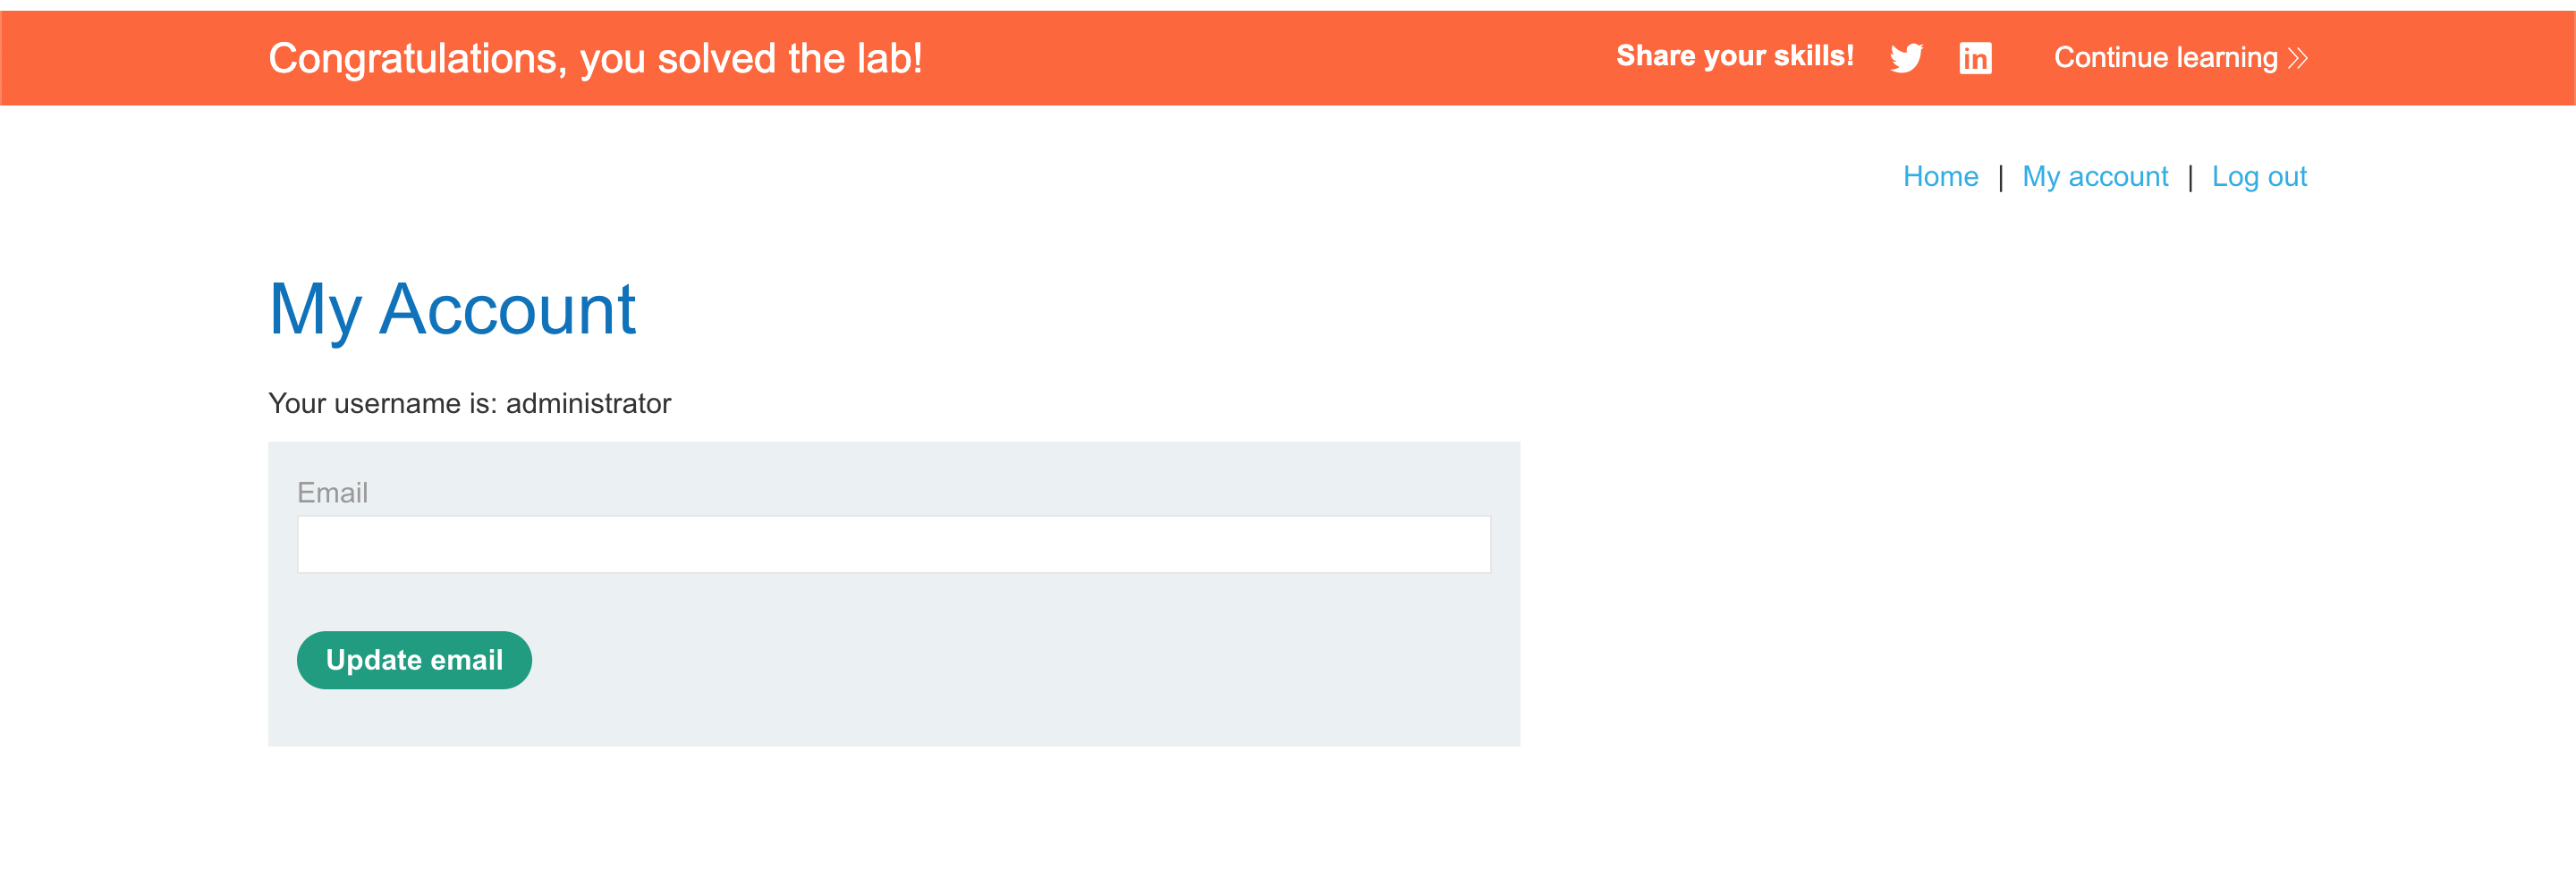 Congratulations, you solved the lab!
Share your skills!
Continue learning
Home | My account | Log out
My Account
Your username is: administrator
Email
Update email